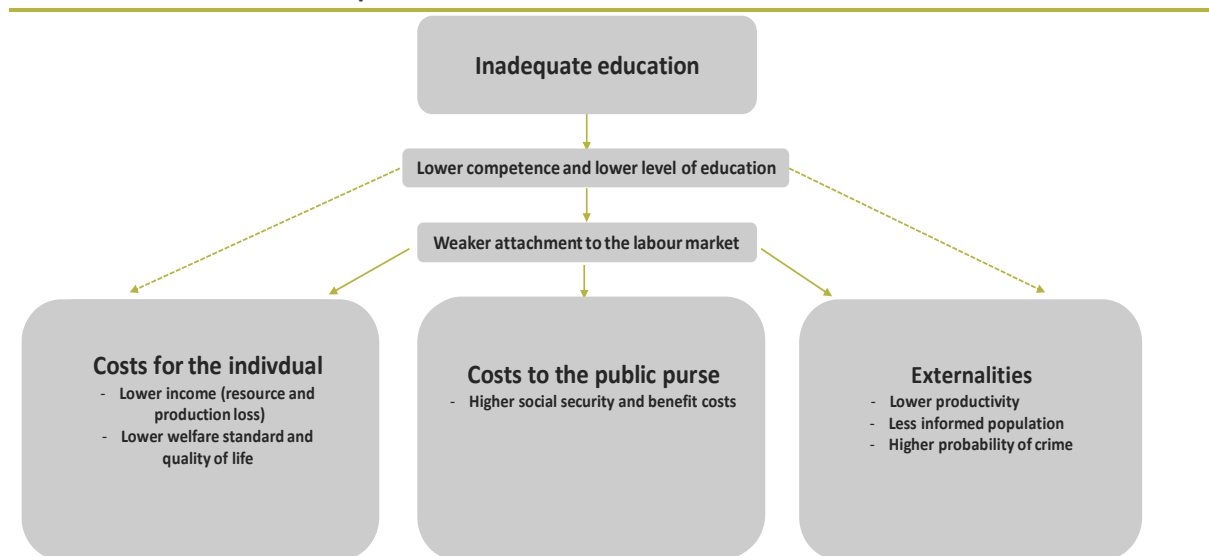 Inadequate education
Lower competence and lower level of education
Weaker attachment to the labour market
Costs for the indivdual
- Lower income (resource and
production loss)
- Lower welfare standard and
quality of life
Costs to the public purse
- Higher social security and benefit costs
Externalities
- Lower productivity
- Less informed population
- Higher probability of crime